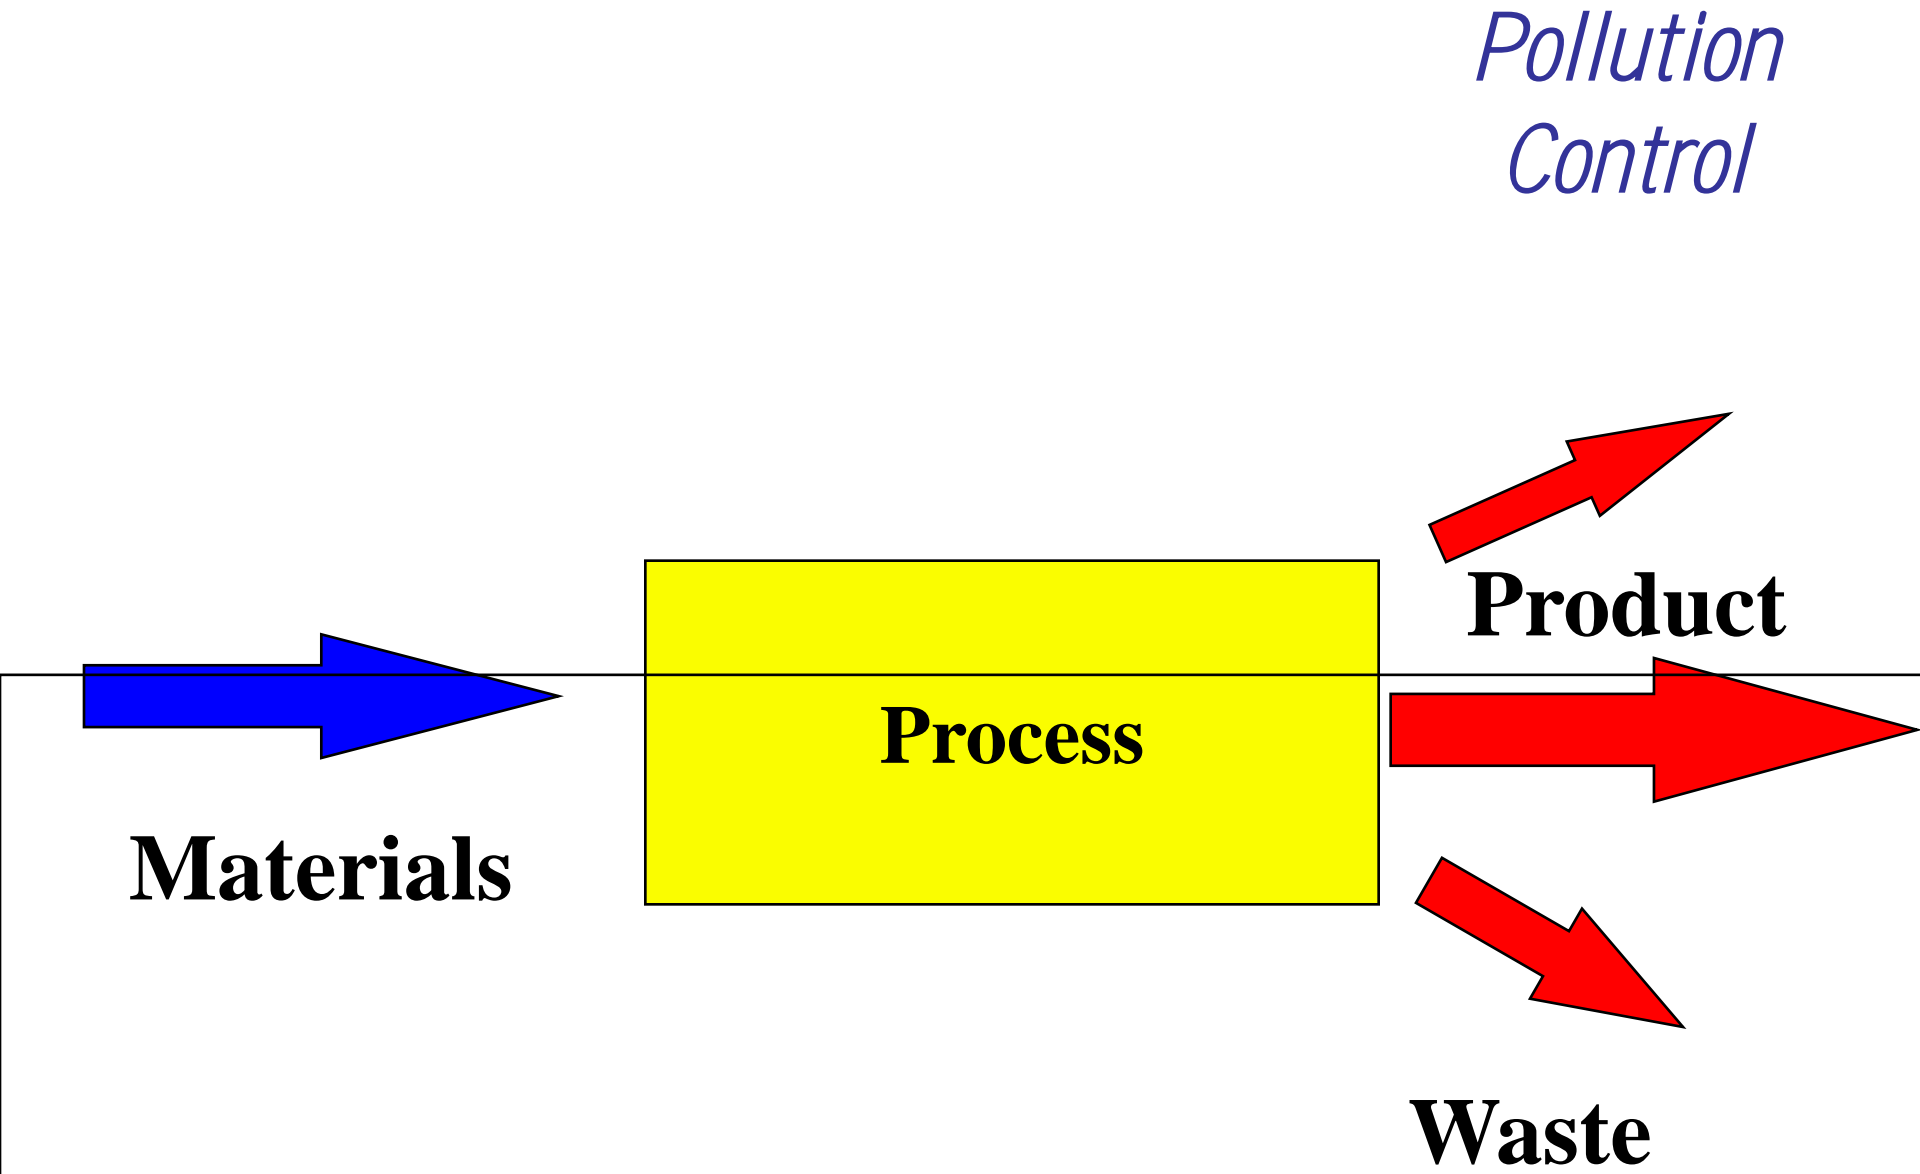 Pollution
Control
Product
Process
Materials
Waste